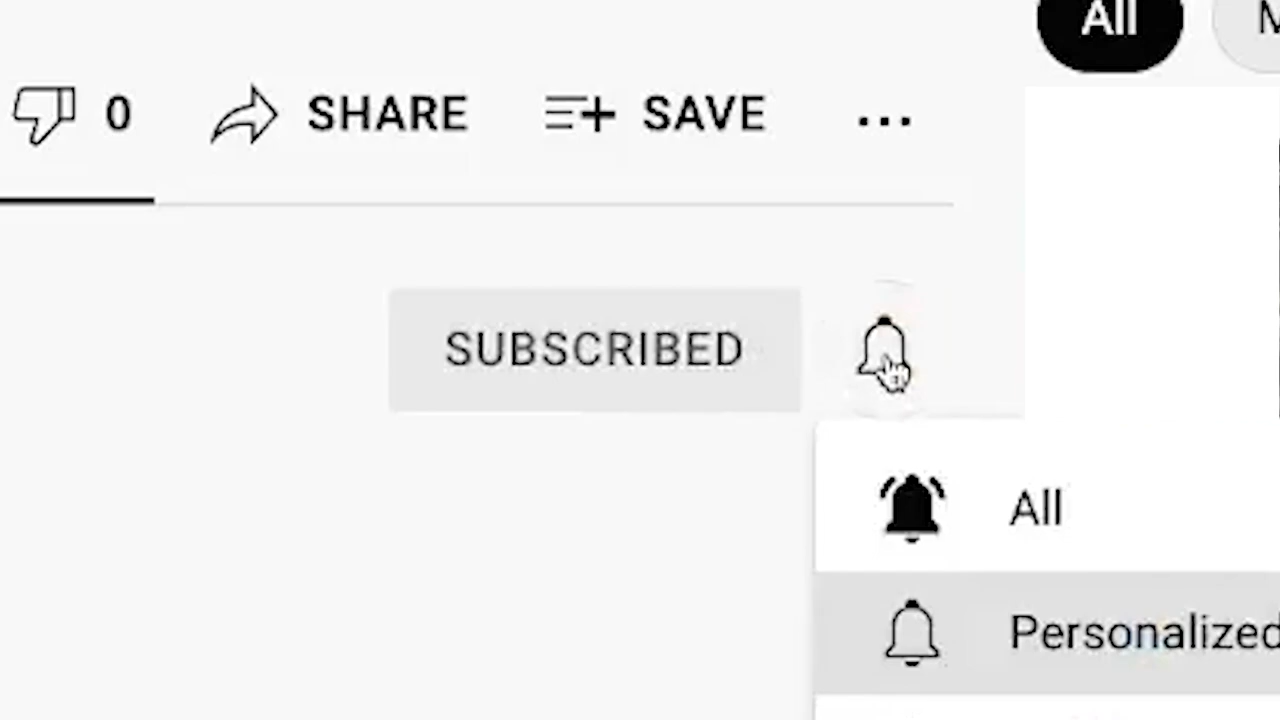 All
0 SHARE SAVE ...
SUBSCRIBED
All
Personalized